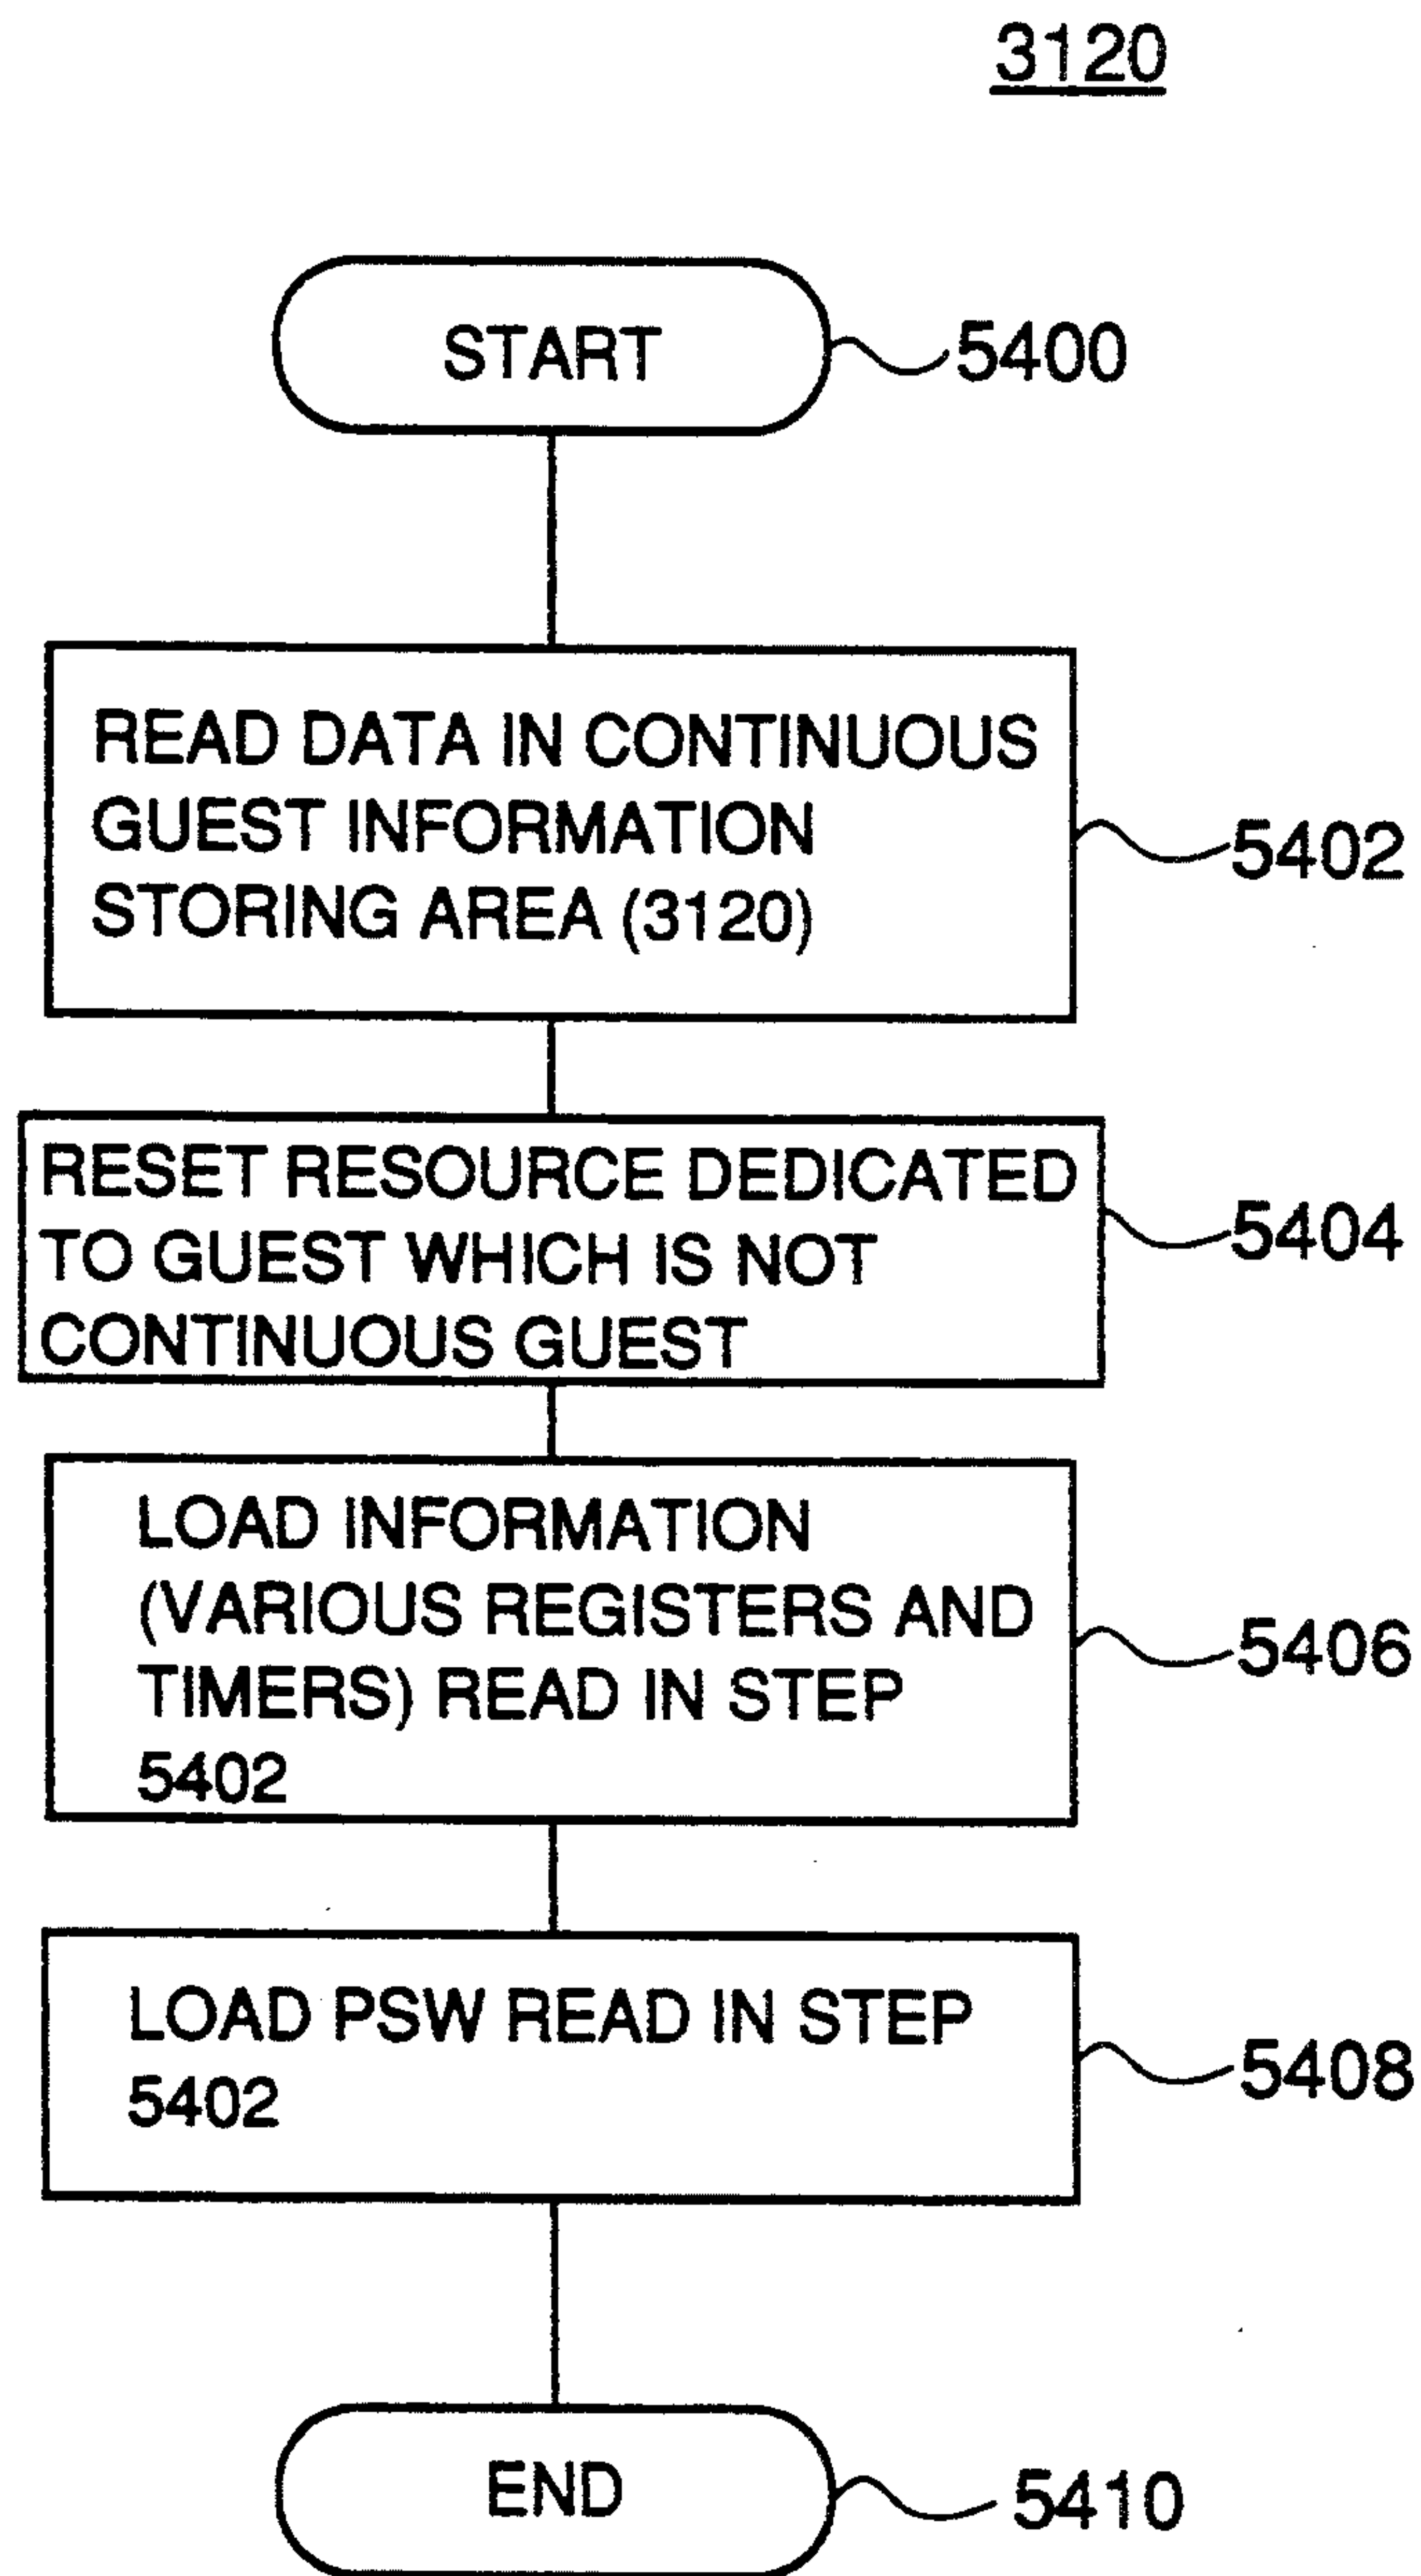 3120
START
5400
READ DATA IN CONTINUOUS
GUEST INFORMATION
STORING AREA (3120)
5402
RESET RESOURCE DEDICATED
TO GUEST WHICH IS NOT
CONTINUOUS GUEST
5404
LOAD INFORMATION
(VARIOUS REGISTERS AND
TIMERS) READ IN STEP
5402
5406
LOAD PSW READ IN STEP
5402
5408
END
5410